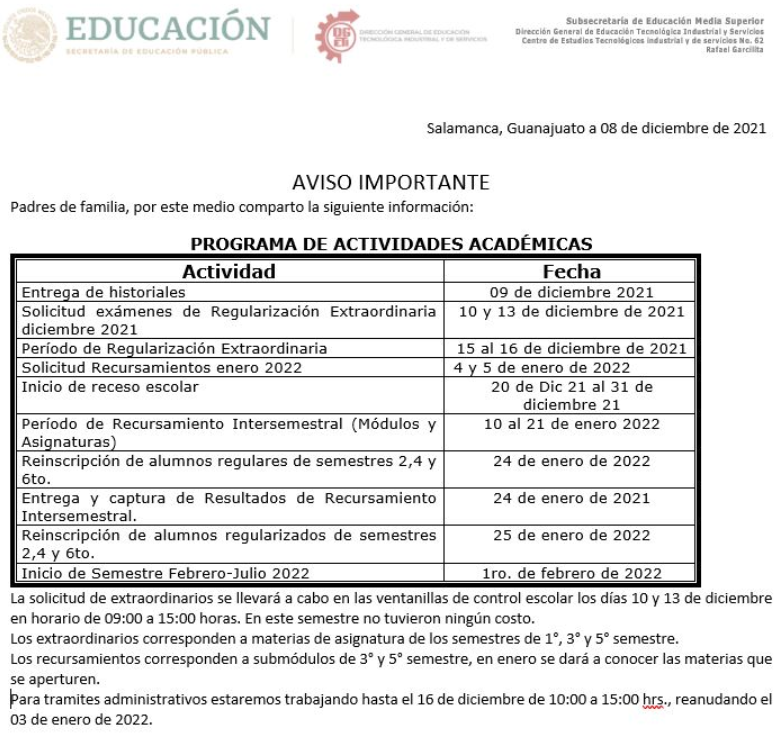 EDUCACIÓN
SECRETARÍA DE EDUCACIÓN PÚBLICA
DGETI
DIRECCIÓN GENERAL DE EDUCACIÓN
TECNOLÓGICA INDUSTRIAL Y DE SERVICIOS
Subsecretaría de Educación Media Superior
Dirección General de Educación Tecnológica Industrial y Servicios
Centro de Estudios Tecnológicos industrial y de servicios No. 62
Rafael Garcilita
Salamanca, Guanajuato a 08 de diciembre de 2021
AVISO IMPORTANTE
Padres de familia, por este medio comparto la siguiente información:
PROGRAMA DE ACTIVIDADES ACADÉMICAS
Actividad Fecha
Entrega de historiales 09 de diciembre 2021
Solicitud exámenes de Regularización Extraordinaria 10 y 13 de diciembre de 2021
diciembre 2021
Período de Regularización Extraordinaria 15 al 16 de diciembre de 2021
Solicitud Recursamientos enero 2022 4 y 5 de enero de 2022
Inicio de receso escolar 20 de Dic 21 al 31 de
diciembre 21
Período de Recursamiento Intersemestral (Módulos y 10 al 21 de enero 2022
Asignaturas)
Reinscripción de alumnos regulares de semestres 2,4 y 24 de enero de 2022
6to.
Entrega y captura de Resultados de Recursamiento 24 de enero de 2021
Intersemestral.
Reinscripción de alumnos regularizados de semestres 25 de enero de 2022
2,4 y 6to.
Inicio de Semestre Febrero-Julio 2022 1ro. de febrero de 2022
La solicitud de extraordinarios se llevará a cabo en las ventanillas de control escolar los días 10 y 13 de diciembre
en horario de 09:00 a 15:00 horas. En este semestre no tuvieron ningún costo.
Los extraordinarios corresponden a materias de asignatura de los semestres de 1°, 3° y 5° semestre.
Los recursamientos corresponden a submódulos de 3° y 5° semestre, en enero se dará a conocer las materias que
se aperturen.
Para tramites administrativos estaremos trabajando hasta el 16 de diciembre de 10:00 a 15:00 hrs., reanudando el
03 de enero de 2022.